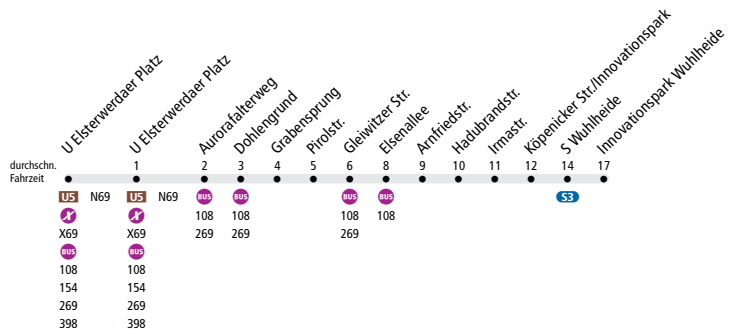 U Elsterwerdaer Platz
U Elsterwerdaer Platz
Aurorafalterweg
Dohlengrund
Grabensprung
Pirolstr.
Gleiwitzer Str.
Elsenallee
Arnfriedstr.
Hadubrandstr.
Irmastr.
Köpenicker Str./Innovationspark
S Wuhlheide
Innovationspark Wuhlheide
durchschn. 1 2 3 4 5 6 8 9 10 11 12 14 17
Fahrzeit
U5 N69 U5 N69 BUS BUS BUS BUS S3
X X 108 108 108 108
X69 X69 269 269 269
BUS BUS
108 108
154 154
269 269
398 398